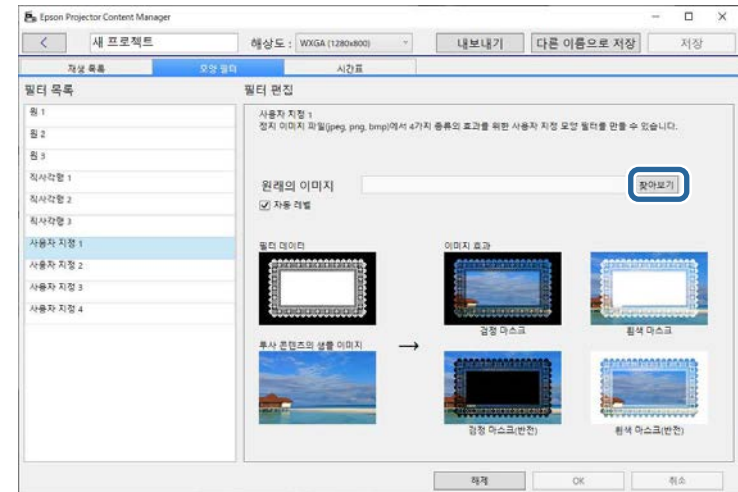 Epson Projector Content Manager
새 프로젝트 해상도 : WXGA (1280x800) 내보내기 다른 이름으로 저장 저장
재생 목록 모양 필터 시간표
필터 목록 필터 편집
원 1
원 2
원 3
직사각형 1
직사각형 2
직사각형 3
사용자 지정 1
사용자 지정 2
사용자 지정 3
사용자 지정 4
사용자 지정 1
정지 이미지 파일(jpeg, png, bmp)에서 4가지 종류의 효과를 위한 사용자 지정 모양 필터를 만들 수 있습니다.
원래의 이미지 찾아보기
자동 레벨
필터 데이터 이미지 효과
검정 마스크 흰색 마스크
투사 콘텐츠의 샘플 이미지
검정 마스크(반전) 흰색 마스크(반전)
해제 OK 취소